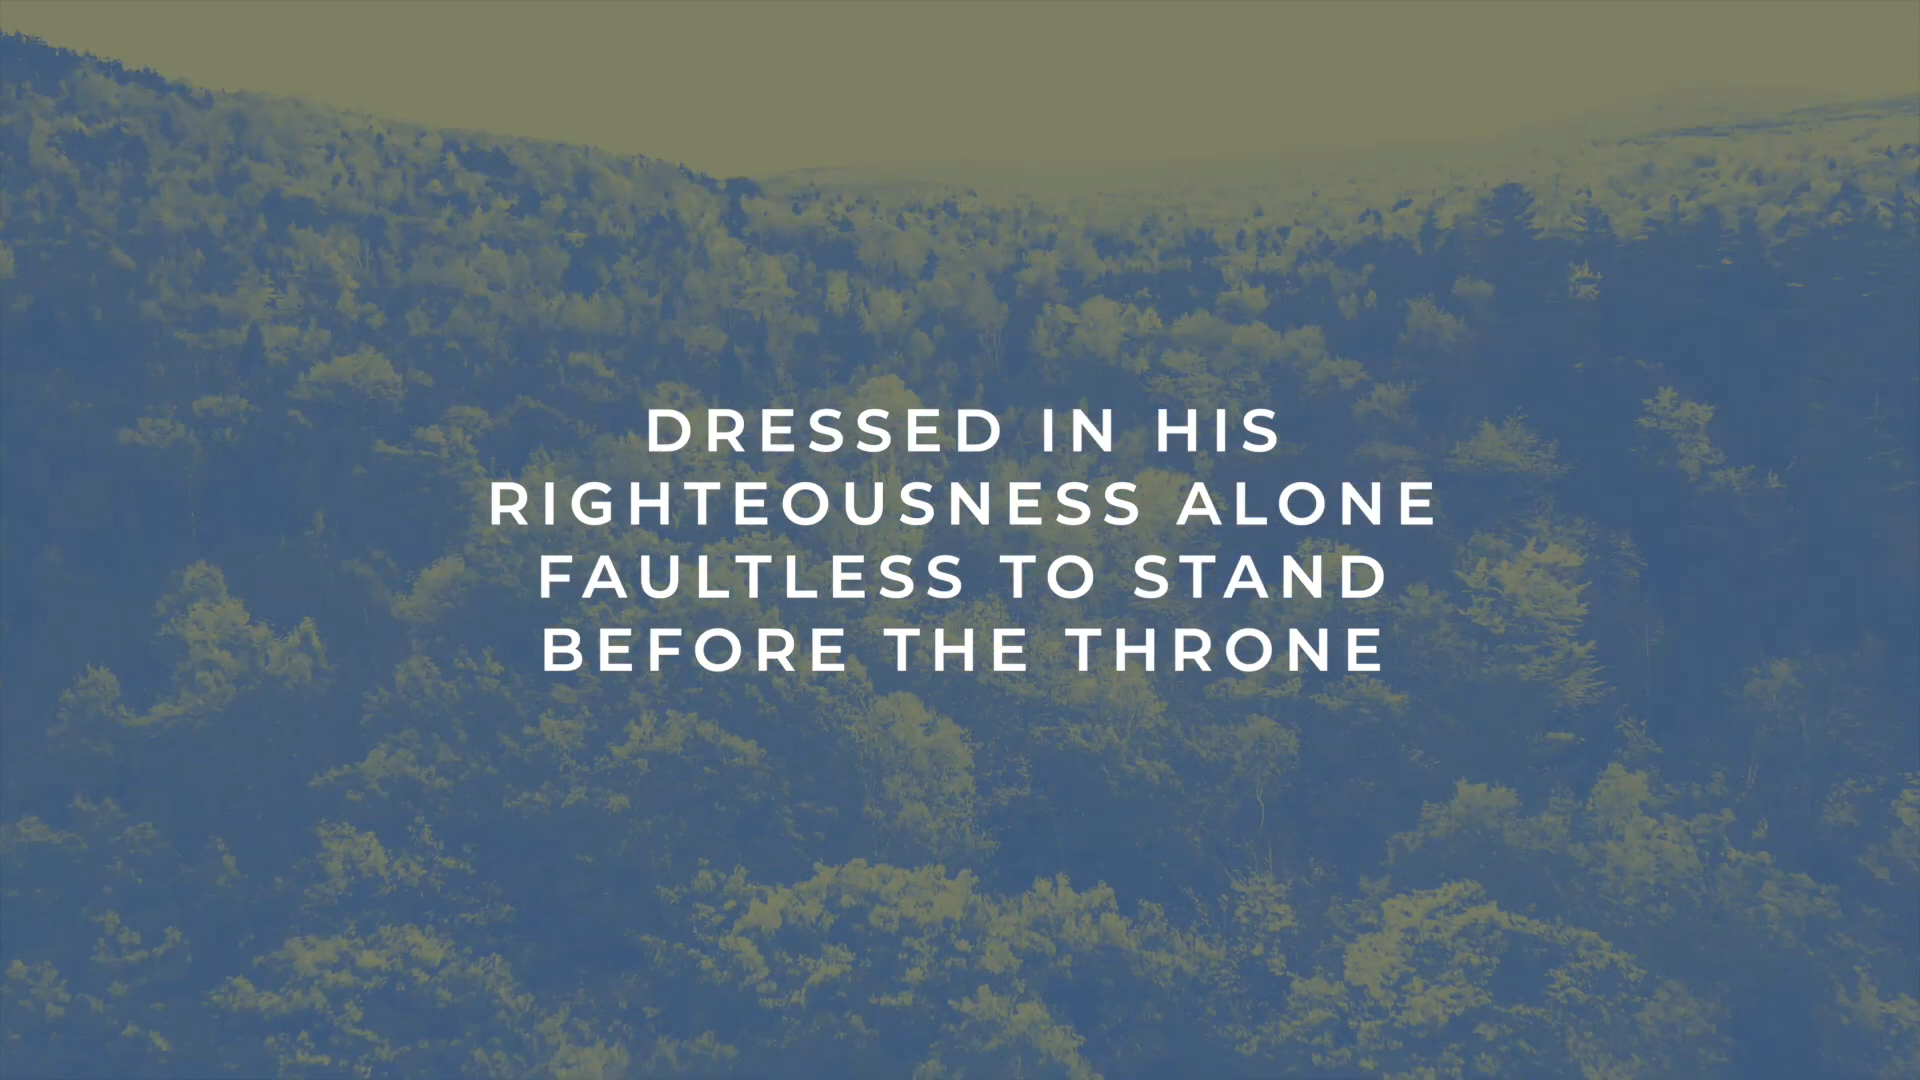 DRESSED IN HIS
RIGHTEOUSNESS ALONE
FAULTLESS TO STAND
BEFORE THE THRONE